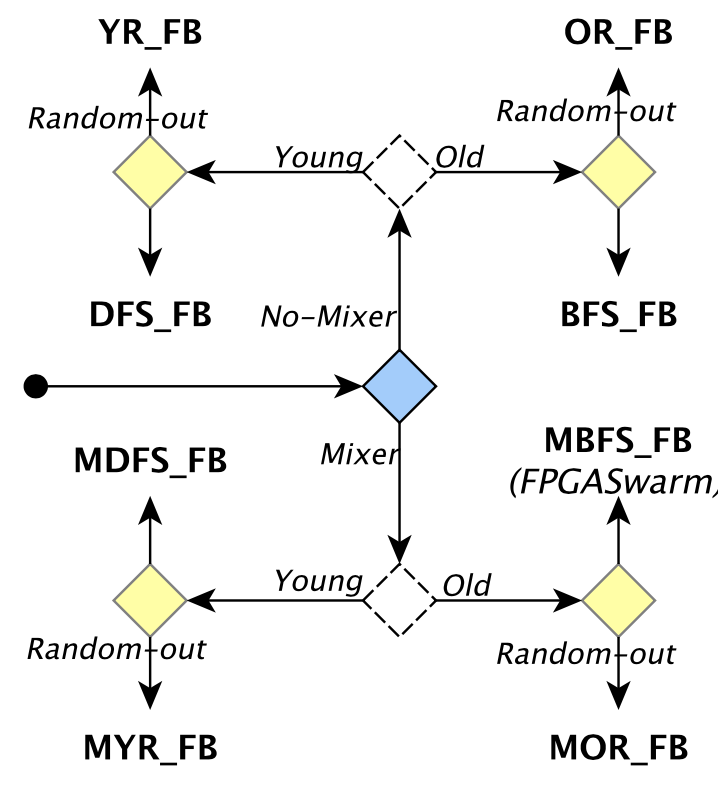 YR_FB
OR_FB
Random-out
Random-out
Young
Old
DFS_FB
No-Mixer
BFS_FB
Mixer
MDFS_FB
MBFS_FB
(FPGASwarm)
Young
Old
Random-out
Random-out
MYR_FB
MOR_FB